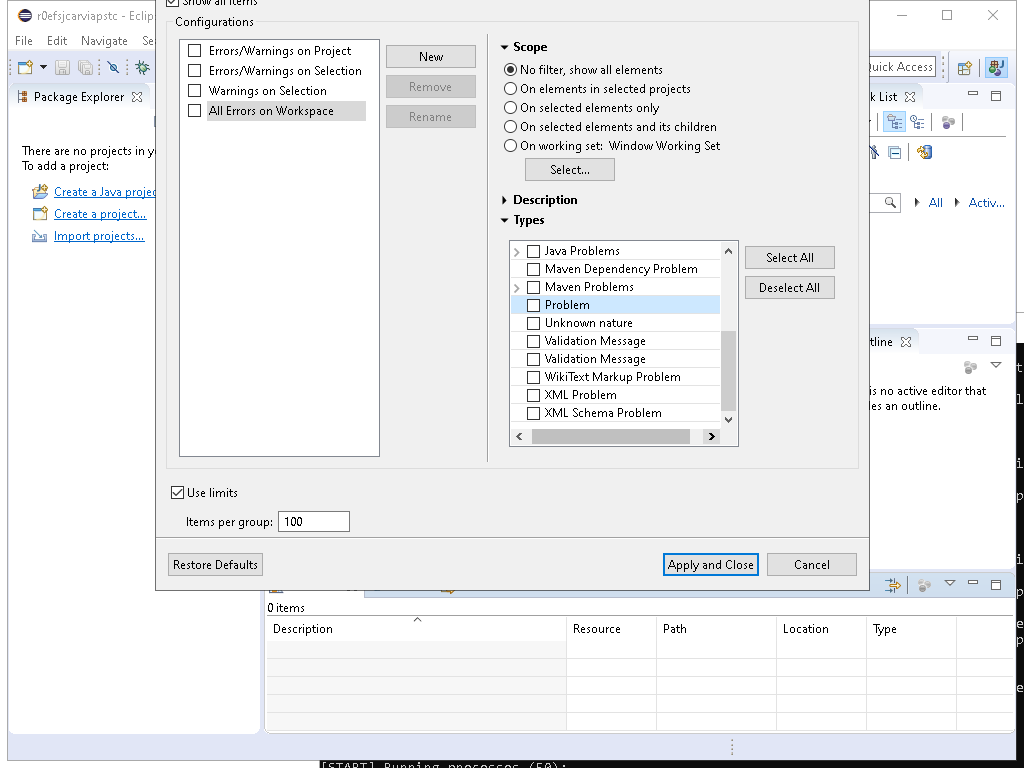 Show all items
r0efsjcarviapstc - Eclip
File Edit Navigate Se
Quick Access
Package Explorer
There are no projects in y
To add a project:
Create a Java projec
Create a project...
Import projects...
Configurations
Errors/Warnings on Project
Errors/Warnings on Selection
Warnings on Selection
All Errors on Workspace
New
Remove
Rename
Scope
No filter, show all elements
On elements in selected projects
On selected elements only
On selected elements and its children
On working set: Window Working Set
Select...
Description
Types
Java Problems
Maven Dependency Problem
Maven Problems
Problem
Unknown nature
Validation Message
Validation Message
WikiText Markup Problem
XML Problem
XML Schema Problem
Select All
Deselect All
Use limits
Items per group: 100
Restore Defaults
Apply and Close
Cancel
k List
All
Activ...
tline
is no active editor that
les an outline.
0 items
Description Resource Path Location Type
[START] Running processes (50):